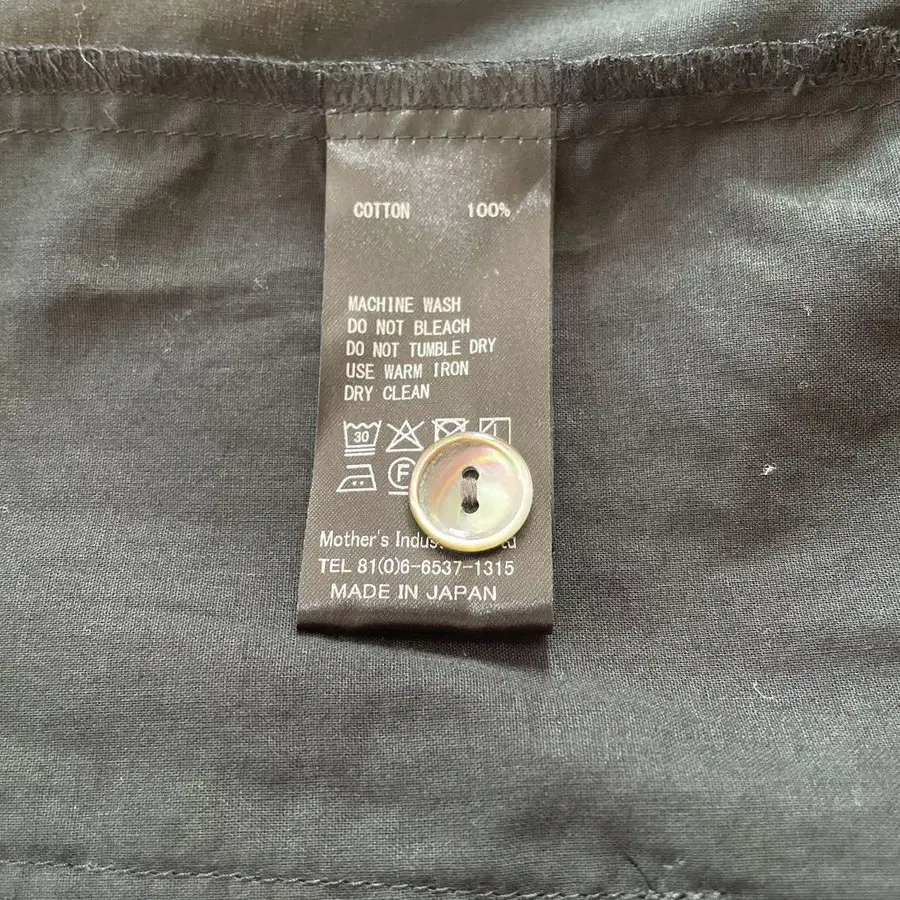 COTTON 100%
MACHINE WASH
DO NOT BLEACH
DO NOT TUMBLE DRY
USE WARM IRON
DRY CLEAN
30
F
Mother's
TEL 81(0)6-6537-1315
MADE IN JAPAN